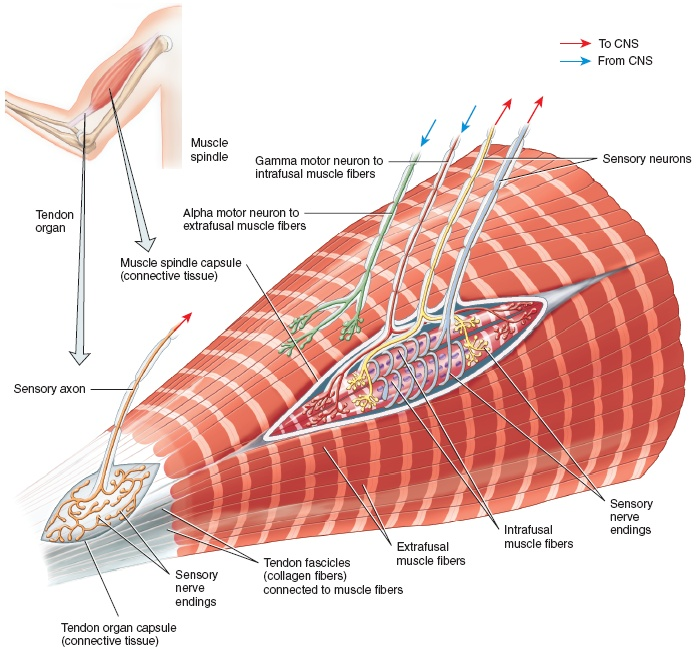 To CNS
From CNS
Muscle
spindle
Gamma motor neuron to
intrafusal muscle fibers
Sensory neurons
Tendon
organ
Alpha motor neuron to
extrafusal muscle fibers
Muscle spindle capsule
(connective tissue)
Sensory axon
Sensory
nerve
endings
Intrafusal
muscle fibers
Extrafusal
muscle fibers
Tendon fascicles
(collagen fibers)
connected to muscle fibers
Sensory
nerve
endings
Tendon organ capsule
(connective tissue)